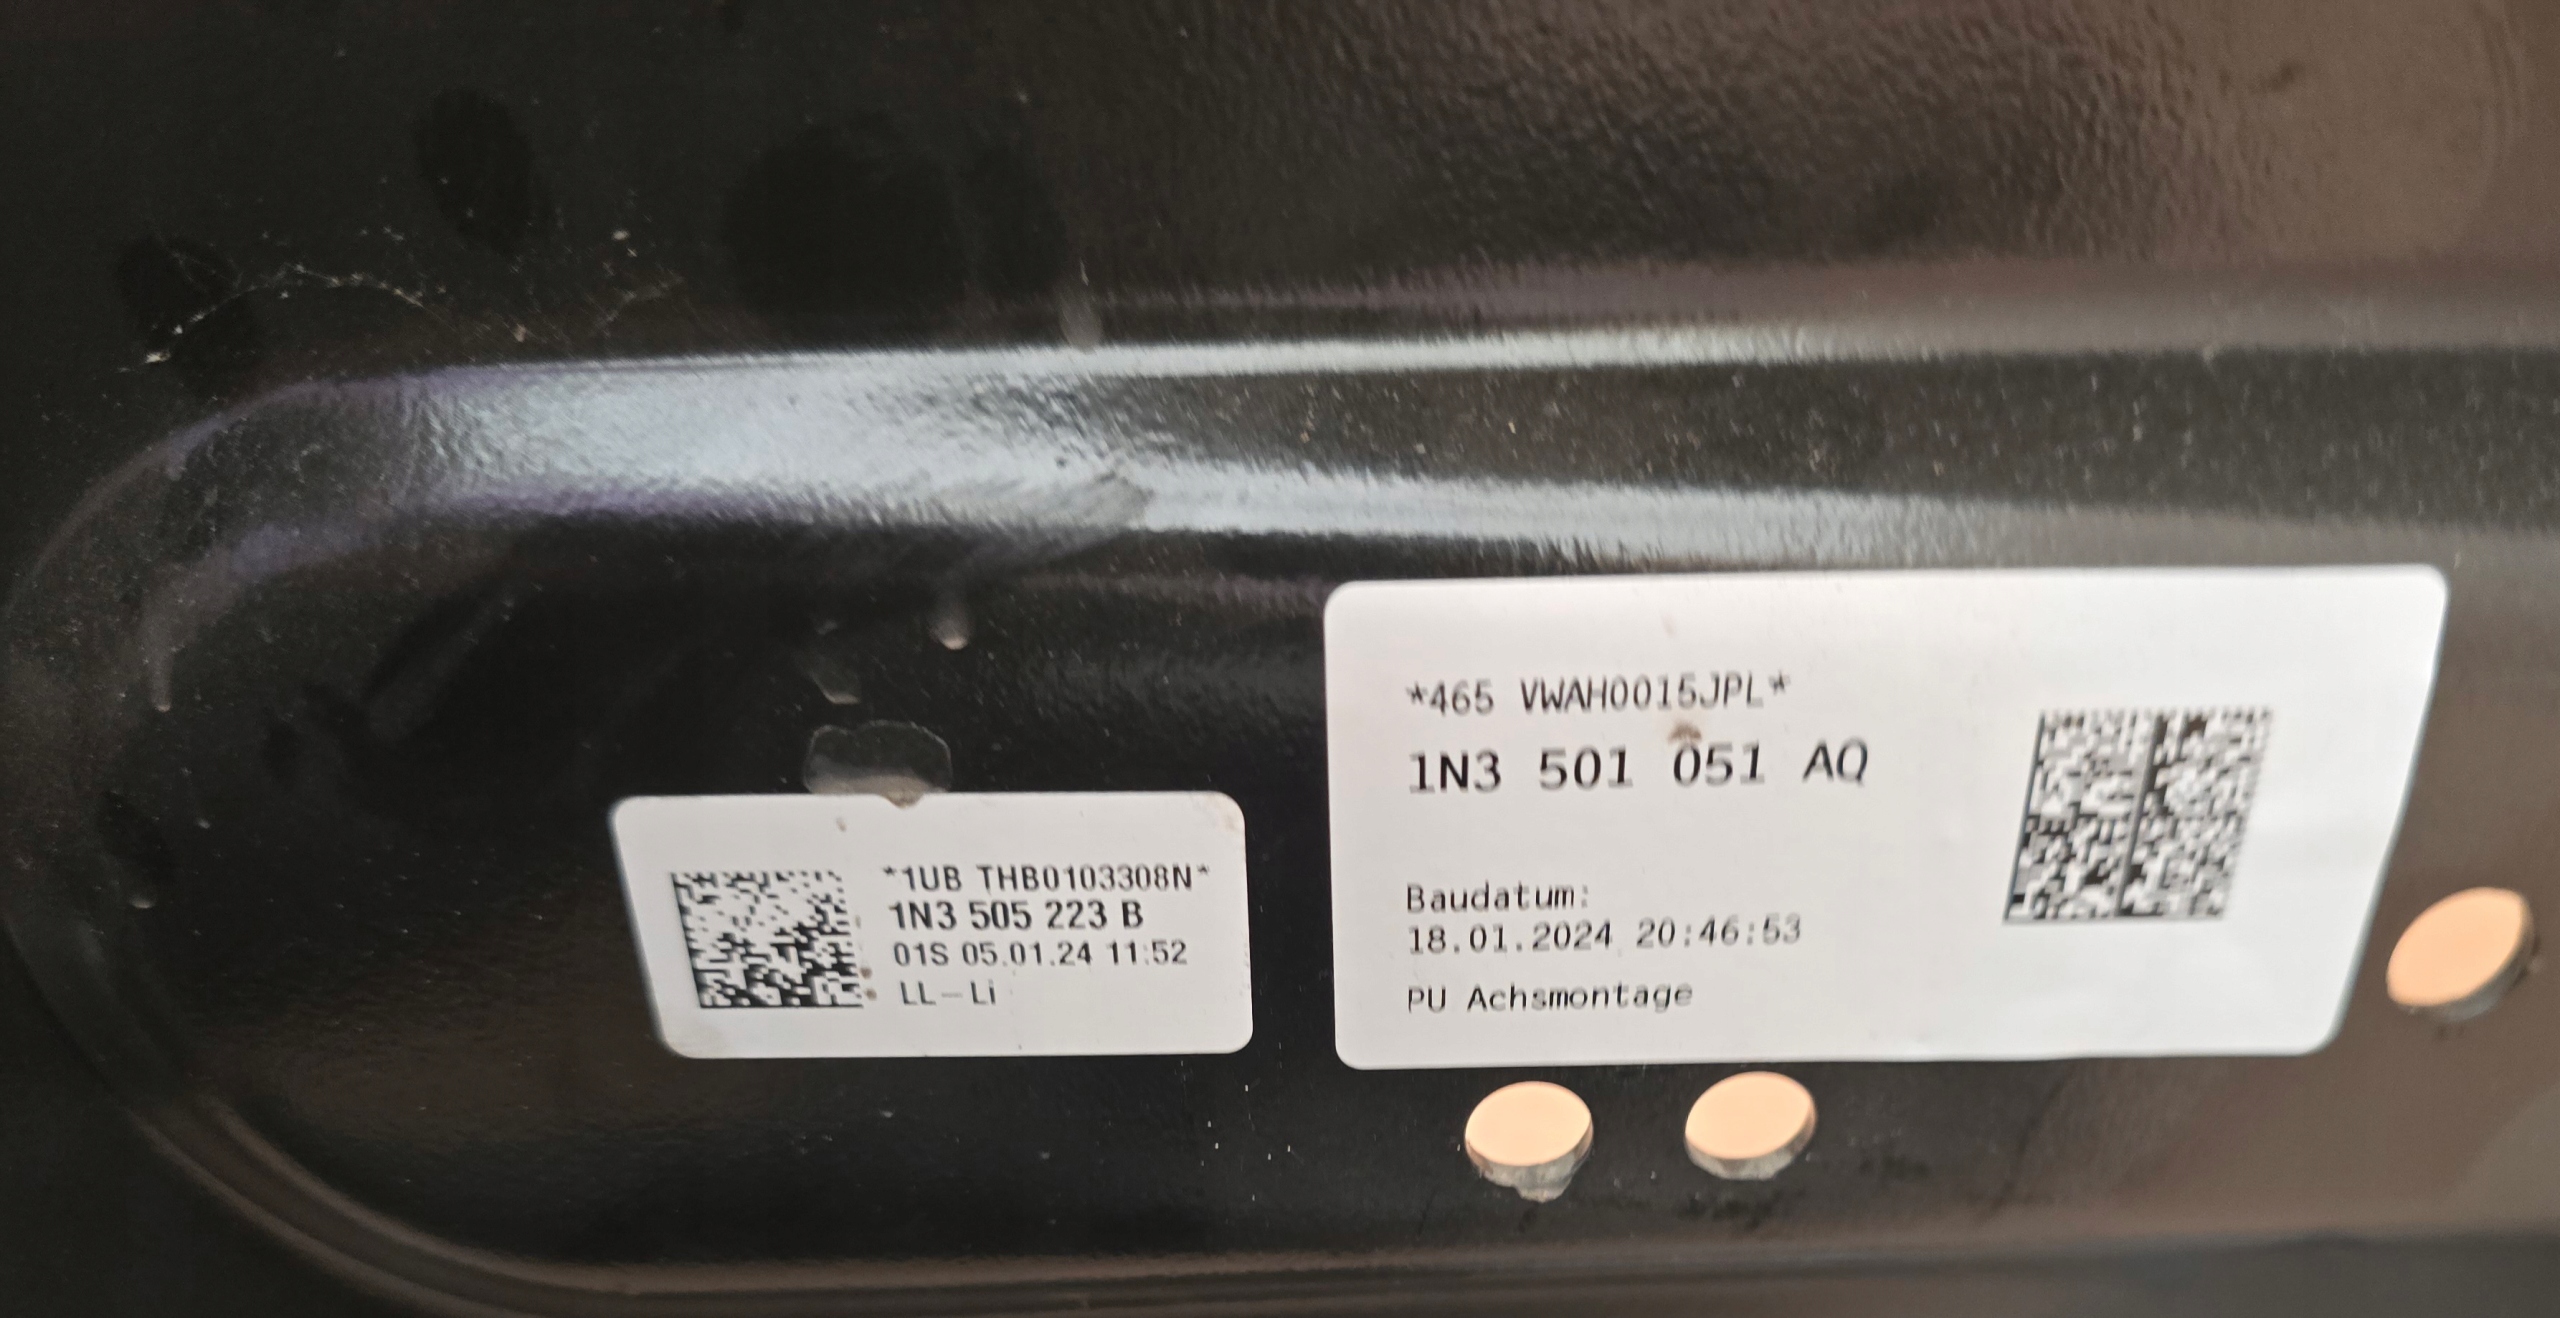 *1UB THB0103308N*
1N3 505 223 B
01S 05.01.24 11:52
LL-Li
*465 VWAH0015JPL*
1N3 501 051 AQ
Baudatum:
18.01.2024 20:46:53
PU Achsmontage